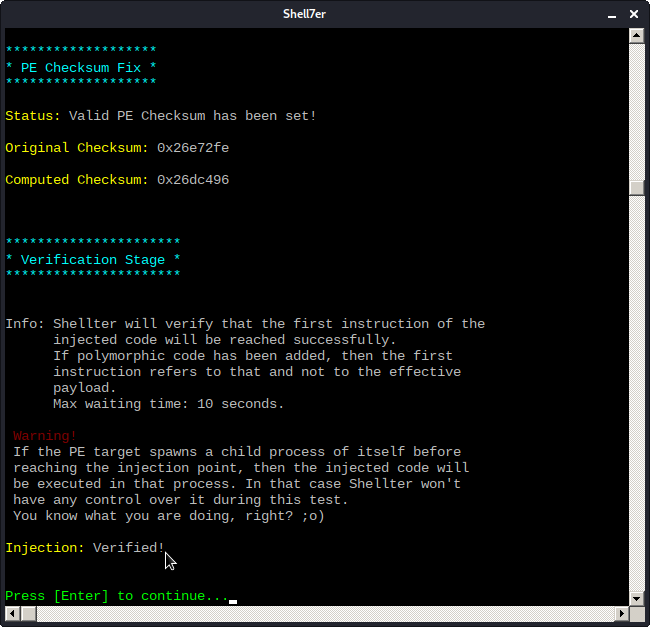 Shell7er
*******************
* PE Checksum Fix *
*******************
Status: Valid PE Checksum has been set!
Original Checksum: 0x26e72fe
Computed Checksum: 0x26dc496
**********************
* Verification Stage *
**********************
Info: Shellter will verify that the first instruction of the
injected code will be reached successfully.
If polymorphic code has been added, then the first
instruction refers to that and not to the effective
payload.
Max waiting time: 10 seconds.
Warning!
If the PE target spawns a child process of itself before
reaching the injection point, then the injected code will
be executed in that process. In that case Shellter won't
have any control over it during this test.
You know what you are doing, right? ;o)
Injection: Verified!
Press [Enter] to continue...